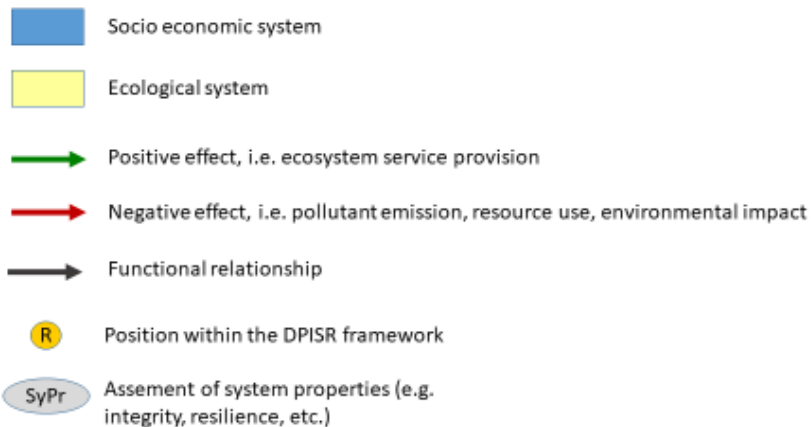 Socio economic system
Ecological system
Positive effect, i.e. ecosystem service provision
Negative effect, i.e. pollutant emission, resource use, environmental impact
Functional relationship
R Position within the DPISR framework
SyPr Assement of system properties (e.g.
integrity, resilience, etc.)